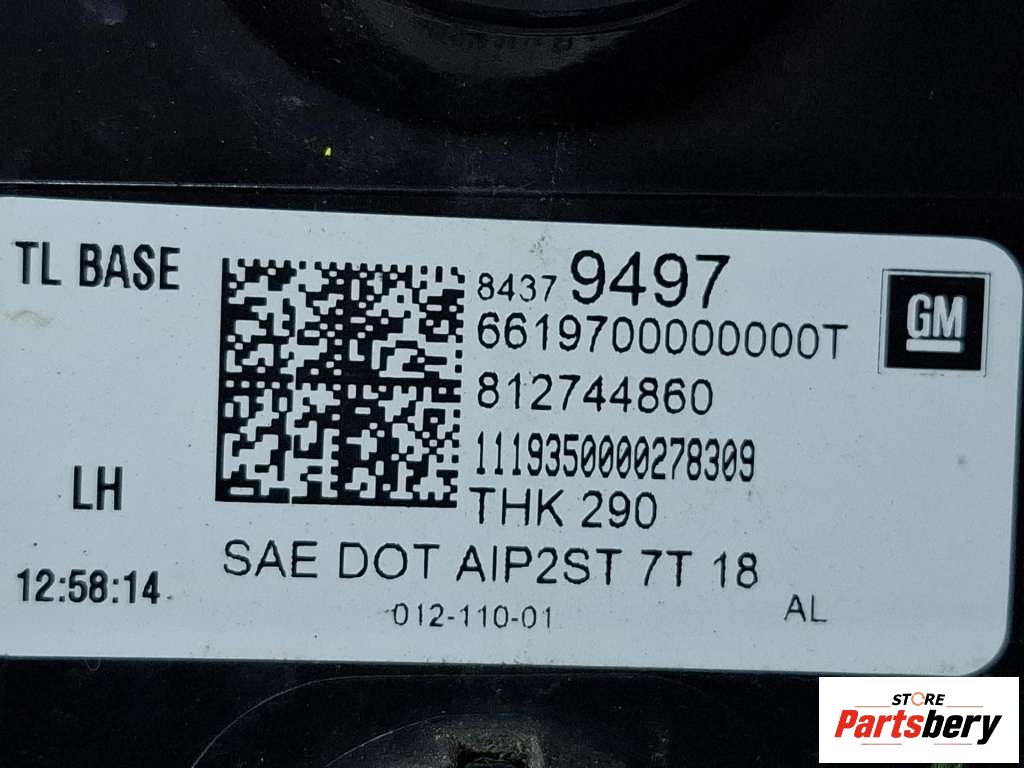 TL BASE
8437 9497
GM
6619700000000T
812744860
1119350000278309
LH
THK 290
SAE DOT AIP2ST 7T 18
12:58:14
012-110-01
AL
STORE
Partsbery